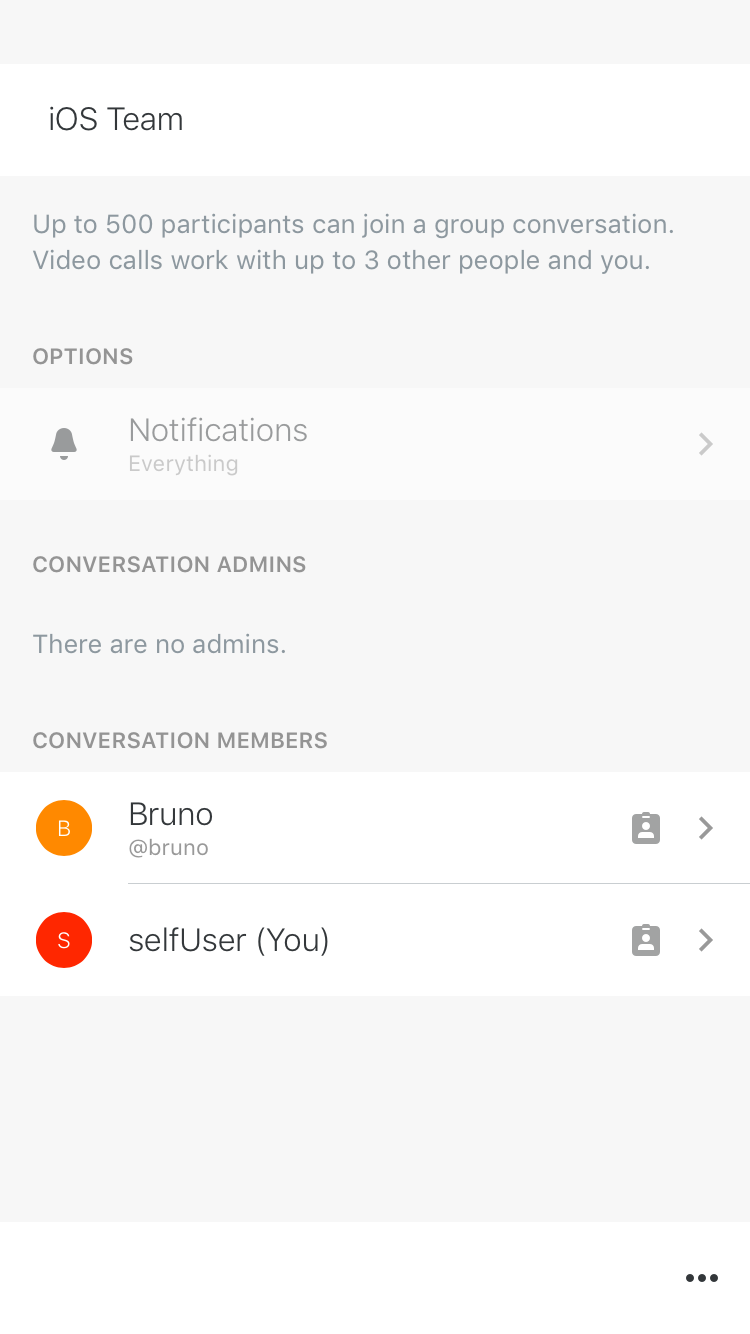 iOS Team
Up to 500 participants can join a group conversation.
Video calls work with up to 3 other people and you.
OPTIONS
Notifications
Everything
CONVERSATION ADMINS
There are no admins.
CONVERSATION MEMBERS
B
Bruno
@bruno
S
selfUser (You)